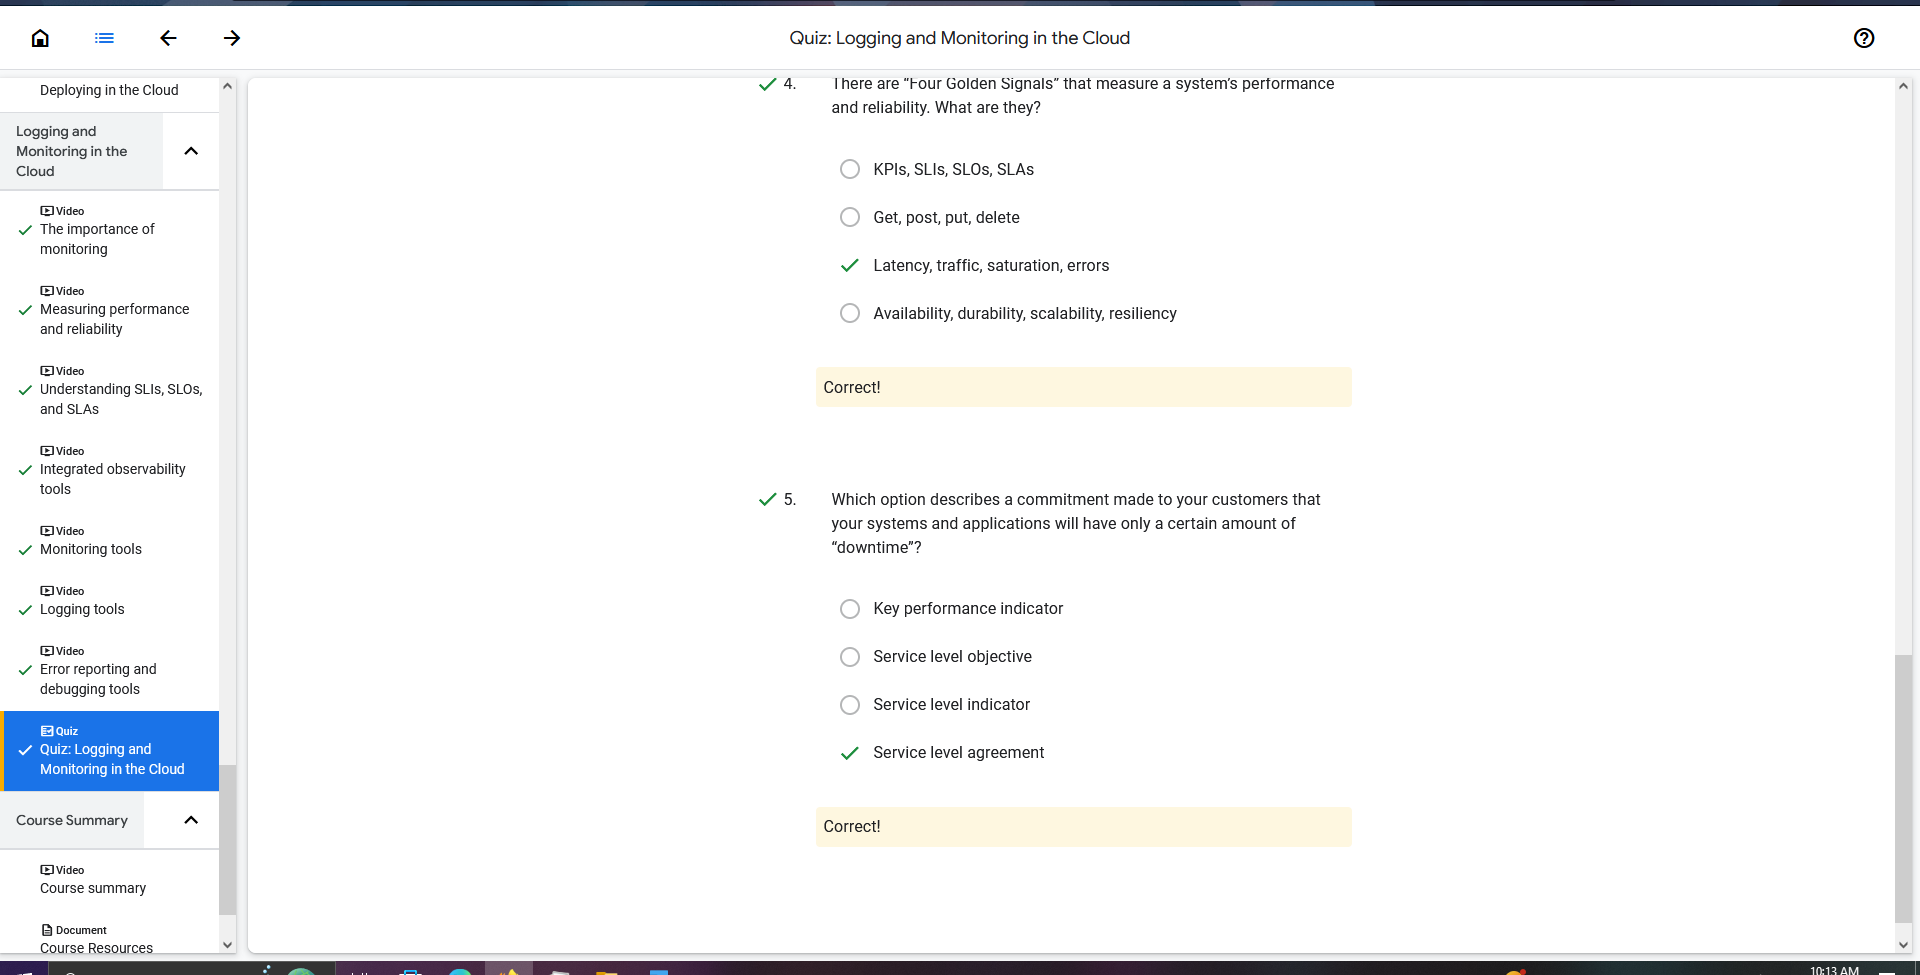 Quiz: Logging and Monitoring in the Cloud
Deploying in the Cloud
Logging and
Monitoring in the
Cloud
Video
The importance of
monitoring
Video
Measuring performance
and reliability
Video
Understanding SLIs, SLOs,
and SLAs
Video
Integrated observability
tools
Video
Monitoring tools
Video
Logging tools
Video
Error reporting and
debugging tools
Quiz
Quiz: Logging and
Monitoring in the Cloud
Course Summary
Video
Course summary
Document
Course Resources
4. There are “Four Golden Signals” that measure a system’s performance
and reliability. What are they?
KPIs, SLIs, SLOs, SLAs
Get, post, put, delete
Latency, traffic, saturation, errors
Availability, durability, scalability, resiliency
Correct!
5. Which option describes a commitment made to your customers that
your systems and applications will have only a certain amount of
“downtime”?
Key performance indicator
Service level objective
Service level indicator
Service level agreement
Correct!
10:13 AM